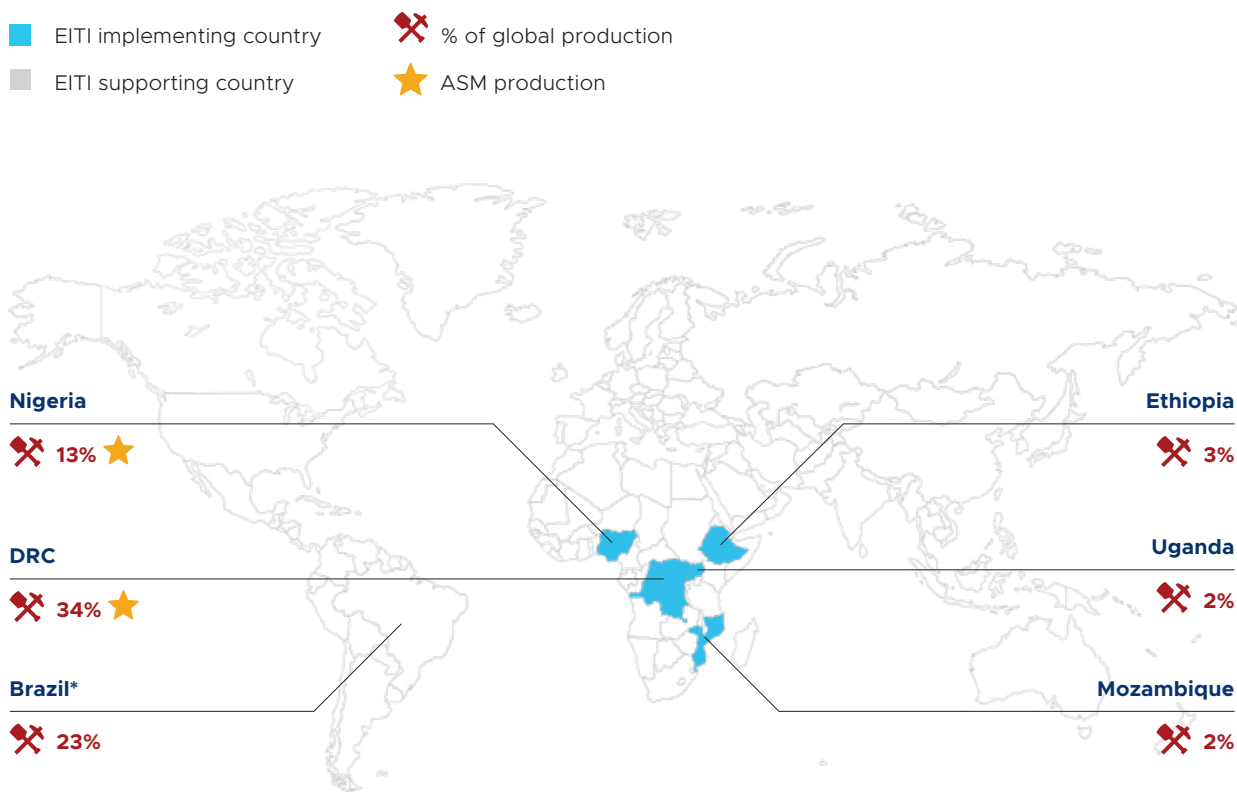 EITI implementing country
% of global production
EITI supporting country
ASM production
Nigeria
13%
Ethiopia
3%
DRC
34%
Uganda
2%
Brazil*
23%
Mozambique
2%